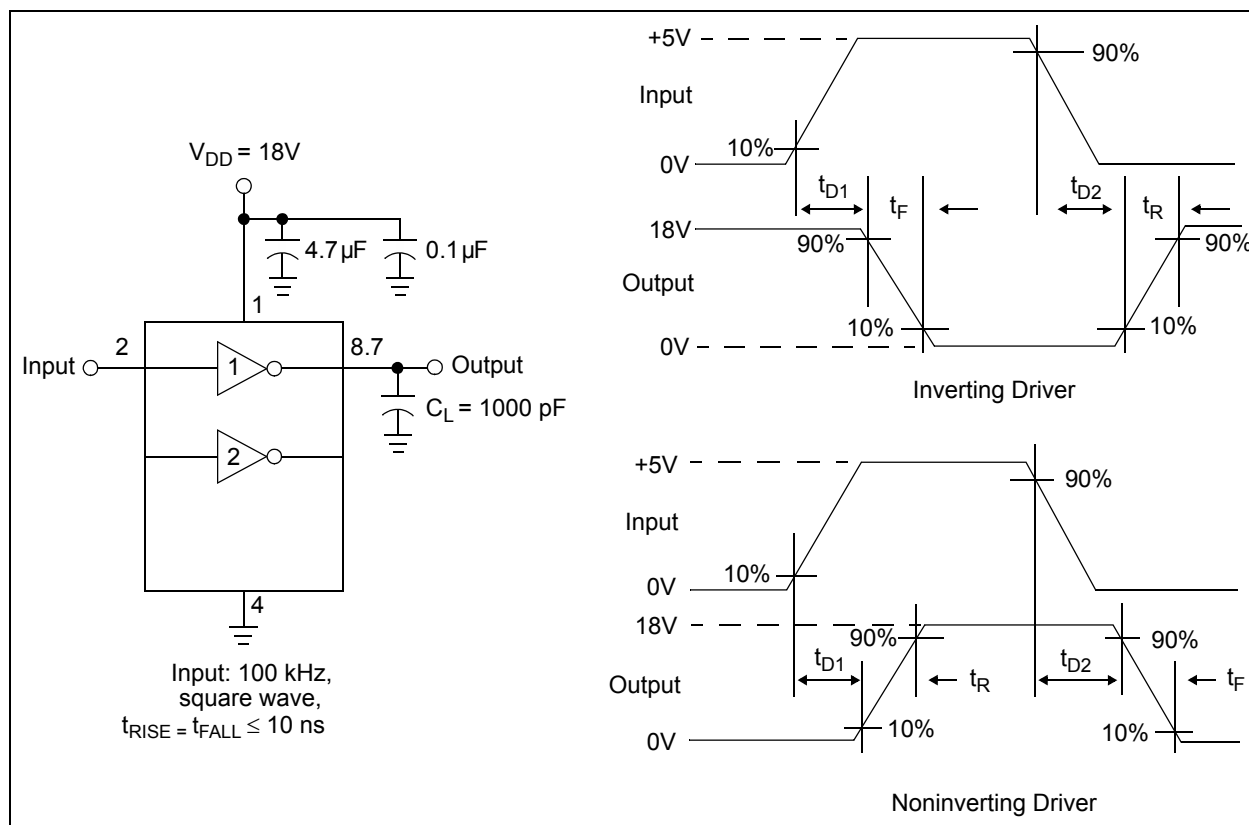 V_DD = 18V
4.7 µF
0.1 µF
1
2
8.7
Input
1
Output
C_L = 1000 pF
2
4
Input: 100 kHz,
square wave,
t_RISE = t_FALL ≤ 10 ns
+5V
90%
Input
10%
0V
t_D1
t_F
t_D2
t_R
18V
90%
90%
Output
10%
10%
0V
Inverting Driver
+5V
90%
Input
10%
0V
18V
90%
90%
t_D1
t_R
t_D2
t_F
Output
10%
10%
0V
Noninverting Driver